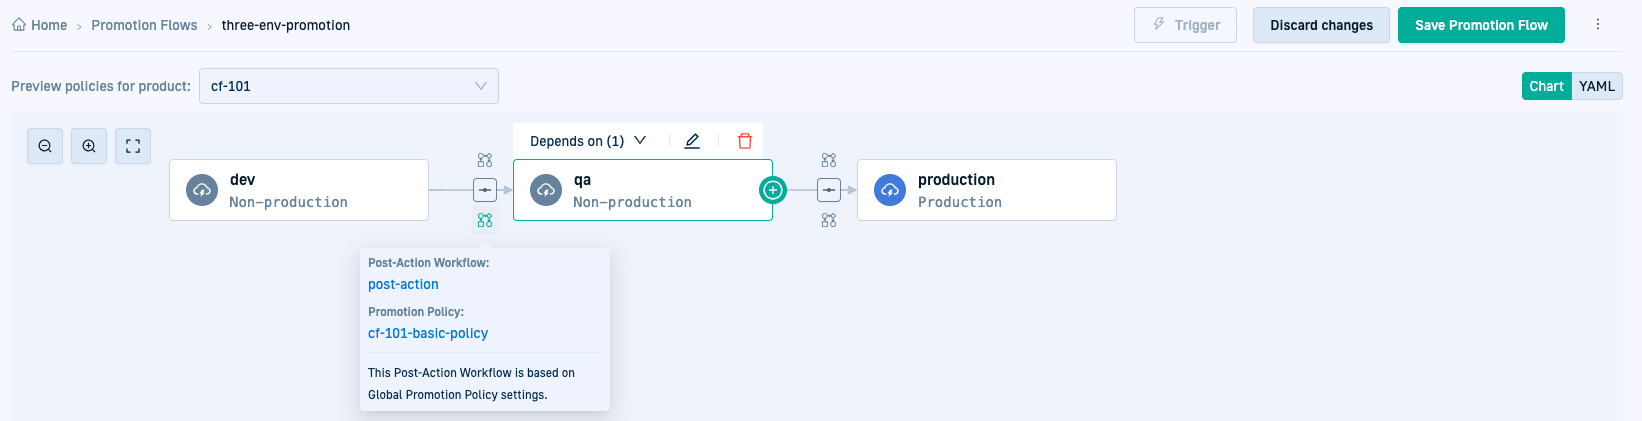 Home > Promotion Flows > three-env-promotion
Trigger
Discard changes
Save Promotion Flow
Preview policies for product: cf-101
Chart YAML
Depends on (1)
dev
Non-production
qa
Non-production
production
Production
Post-Action Workflow:
post-action
Promotion Policy:
cf-101-basic-policy
This Post-Action Workflow is based on
Global Promotion Policy settings.